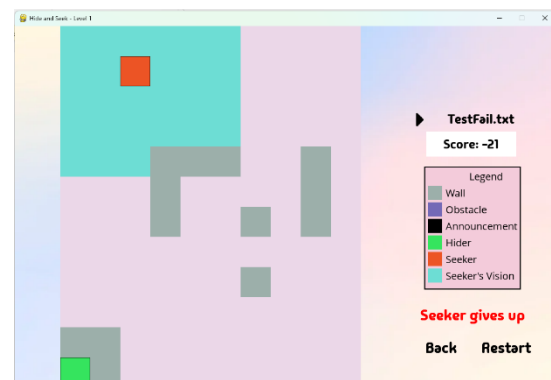 Hide and Seek - Level 1
TestFail.txt
Score: -21
Legend
Wall
Obstacle
Announcement
Hider
Seeker
Seeker's Vision
Seeker gives up
Back Restart